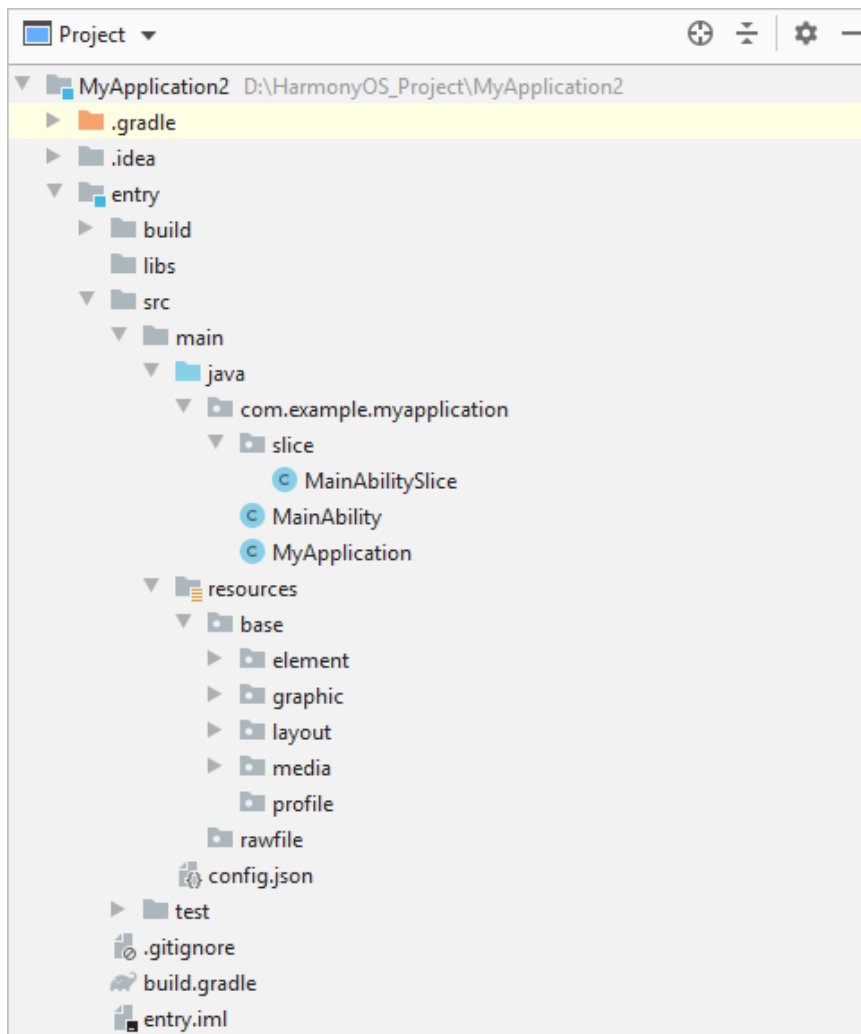 Project
MyApplication2 D:\HarmonyOS_Project\MyApplication2
.gradle
.idea
entry
build
libs
src
main
java
com.example.myapplication
slice
C MainAbilitySlice
C MainAbility
C MyApplication
resources
base
element
graphic
layout
media
profile
rawfile
config.json
test
.gitignore
build.gradle
entry.iml